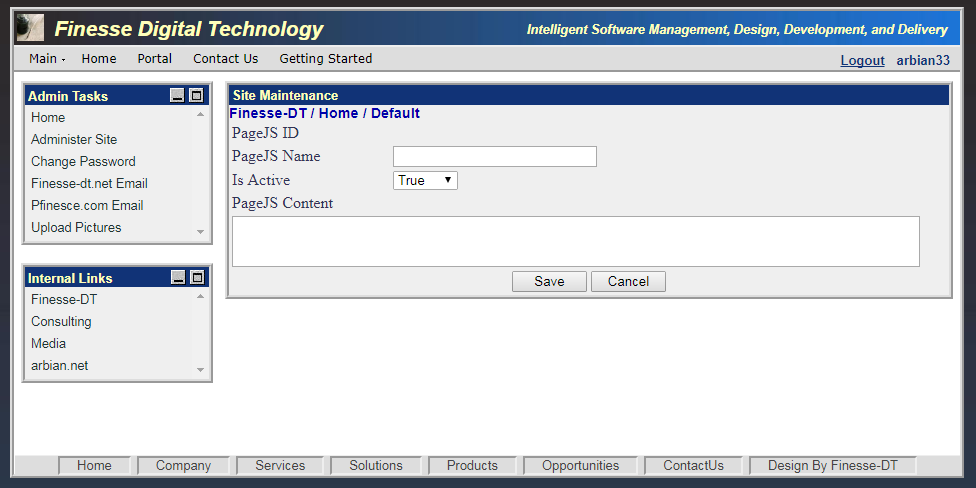 Finesse Digital Technology
Intelligent Software Management, Design, Development, and Delivery
Main Home Portal Contact Us Getting Started
Logout arbian33
Admin Tasks
Home
Administer Site
Change Password
Finesse-dt.net Email
Pfinesce.com Email
Upload Pictures
Internal Links
Finesse-DT
Consulting
Media
arbian.net
Site Maintenance
Finesse-DT / Home / Default
PageJS ID
PageJS Name
Is Active True
PageJS Content
Save Cancel
Home Company Services Solutions Products Opportunities ContactUs Design By Finesse-DT